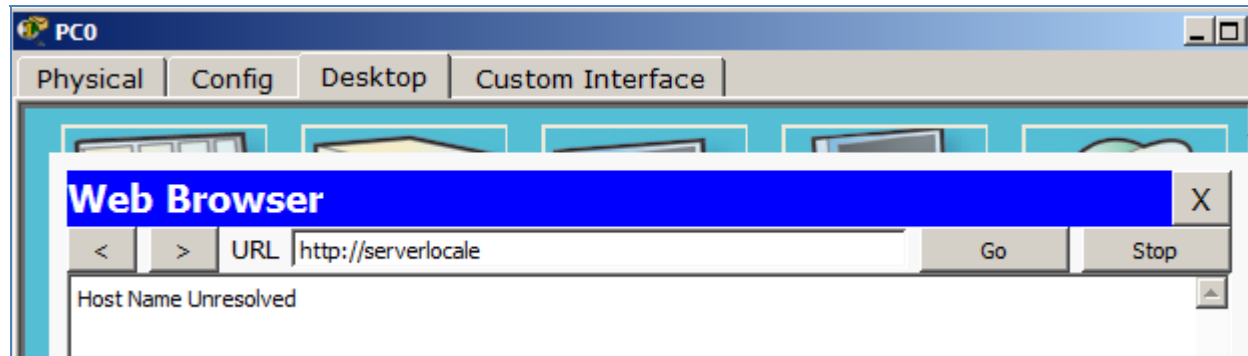 PC0
Physical Config Desktop Custom Interface
Web Browser X
< > URL http://serverlocale Go Stop
Host Name Unresolved